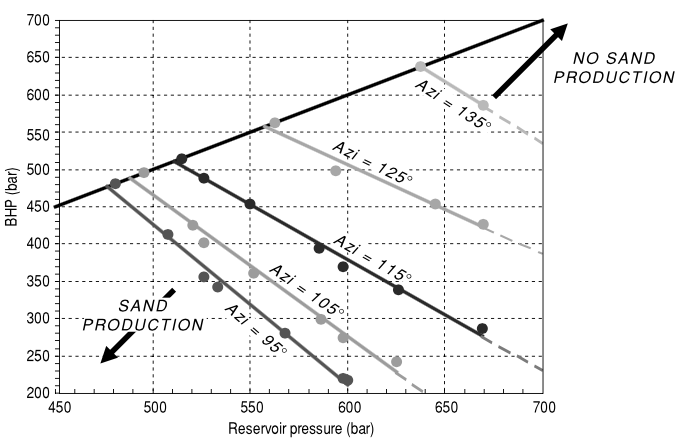 700
650
600
550
500
450
400
350
300
250
200
BHP (bar)
NO SAND
PRODUCTION
Azi = 135°
Azi = 125°
Azi = 115°
Azi = 105°
Azi = 95°
SAND
PRODUCTION
450 500 550 600 650 700
Reservoir pressure (bar)